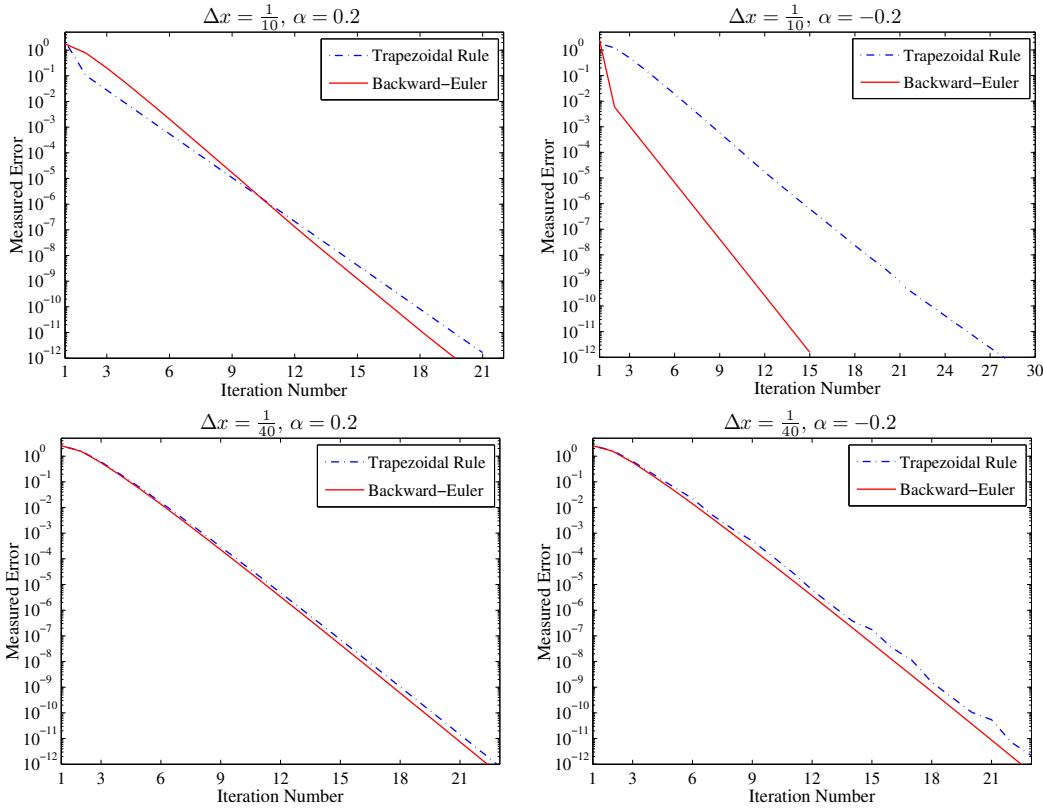 Δx = 1/10, α = 0.2
Measured Error
10^0
10^-1
10^-2
10^-3
10^-4
10^-5
10^-6
10^-7
10^-8
10^-9
10^-10
10^-11
10^-12
Trapezoidal Rule
Backward−Euler
1 3 6 9 12 15 18 21
Iteration Number
Δx = 1/10, α = −0.2
Measured Error
10^0
10^-1
10^-2
10^-3
10^-4
10^-5
10^-6
10^-7
10^-8
10^-9
10^-10
10^-11
10^-12
Trapezoidal Rule
Backward−Euler
1 3 6 9 12 15 18 21 24 27 30
Iteration Number
Δx = 1/40, α = 0.2
Measured Error
10^0
10^-1
10^-2
10^-3
10^-4
10^-5
10^-6
10^-7
10^-8
10^-9
10^-10
10^-11
10^-12
Trapezoidal Rule
Backward−Euler
1 3 6 9 12 15 18 21
Iteration Number
Δx = 1/40, α = −0.2
Measured Error
10^0
10^-1
10^-2
10^-3
10^-4
10^-5
10^-6
10^-7
10^-8
10^-9
10^-10
10^-11
10^-12
Trapezoidal Rule
Backward−Euler
1 3 6 9 12 15 18 21
Iteration Number